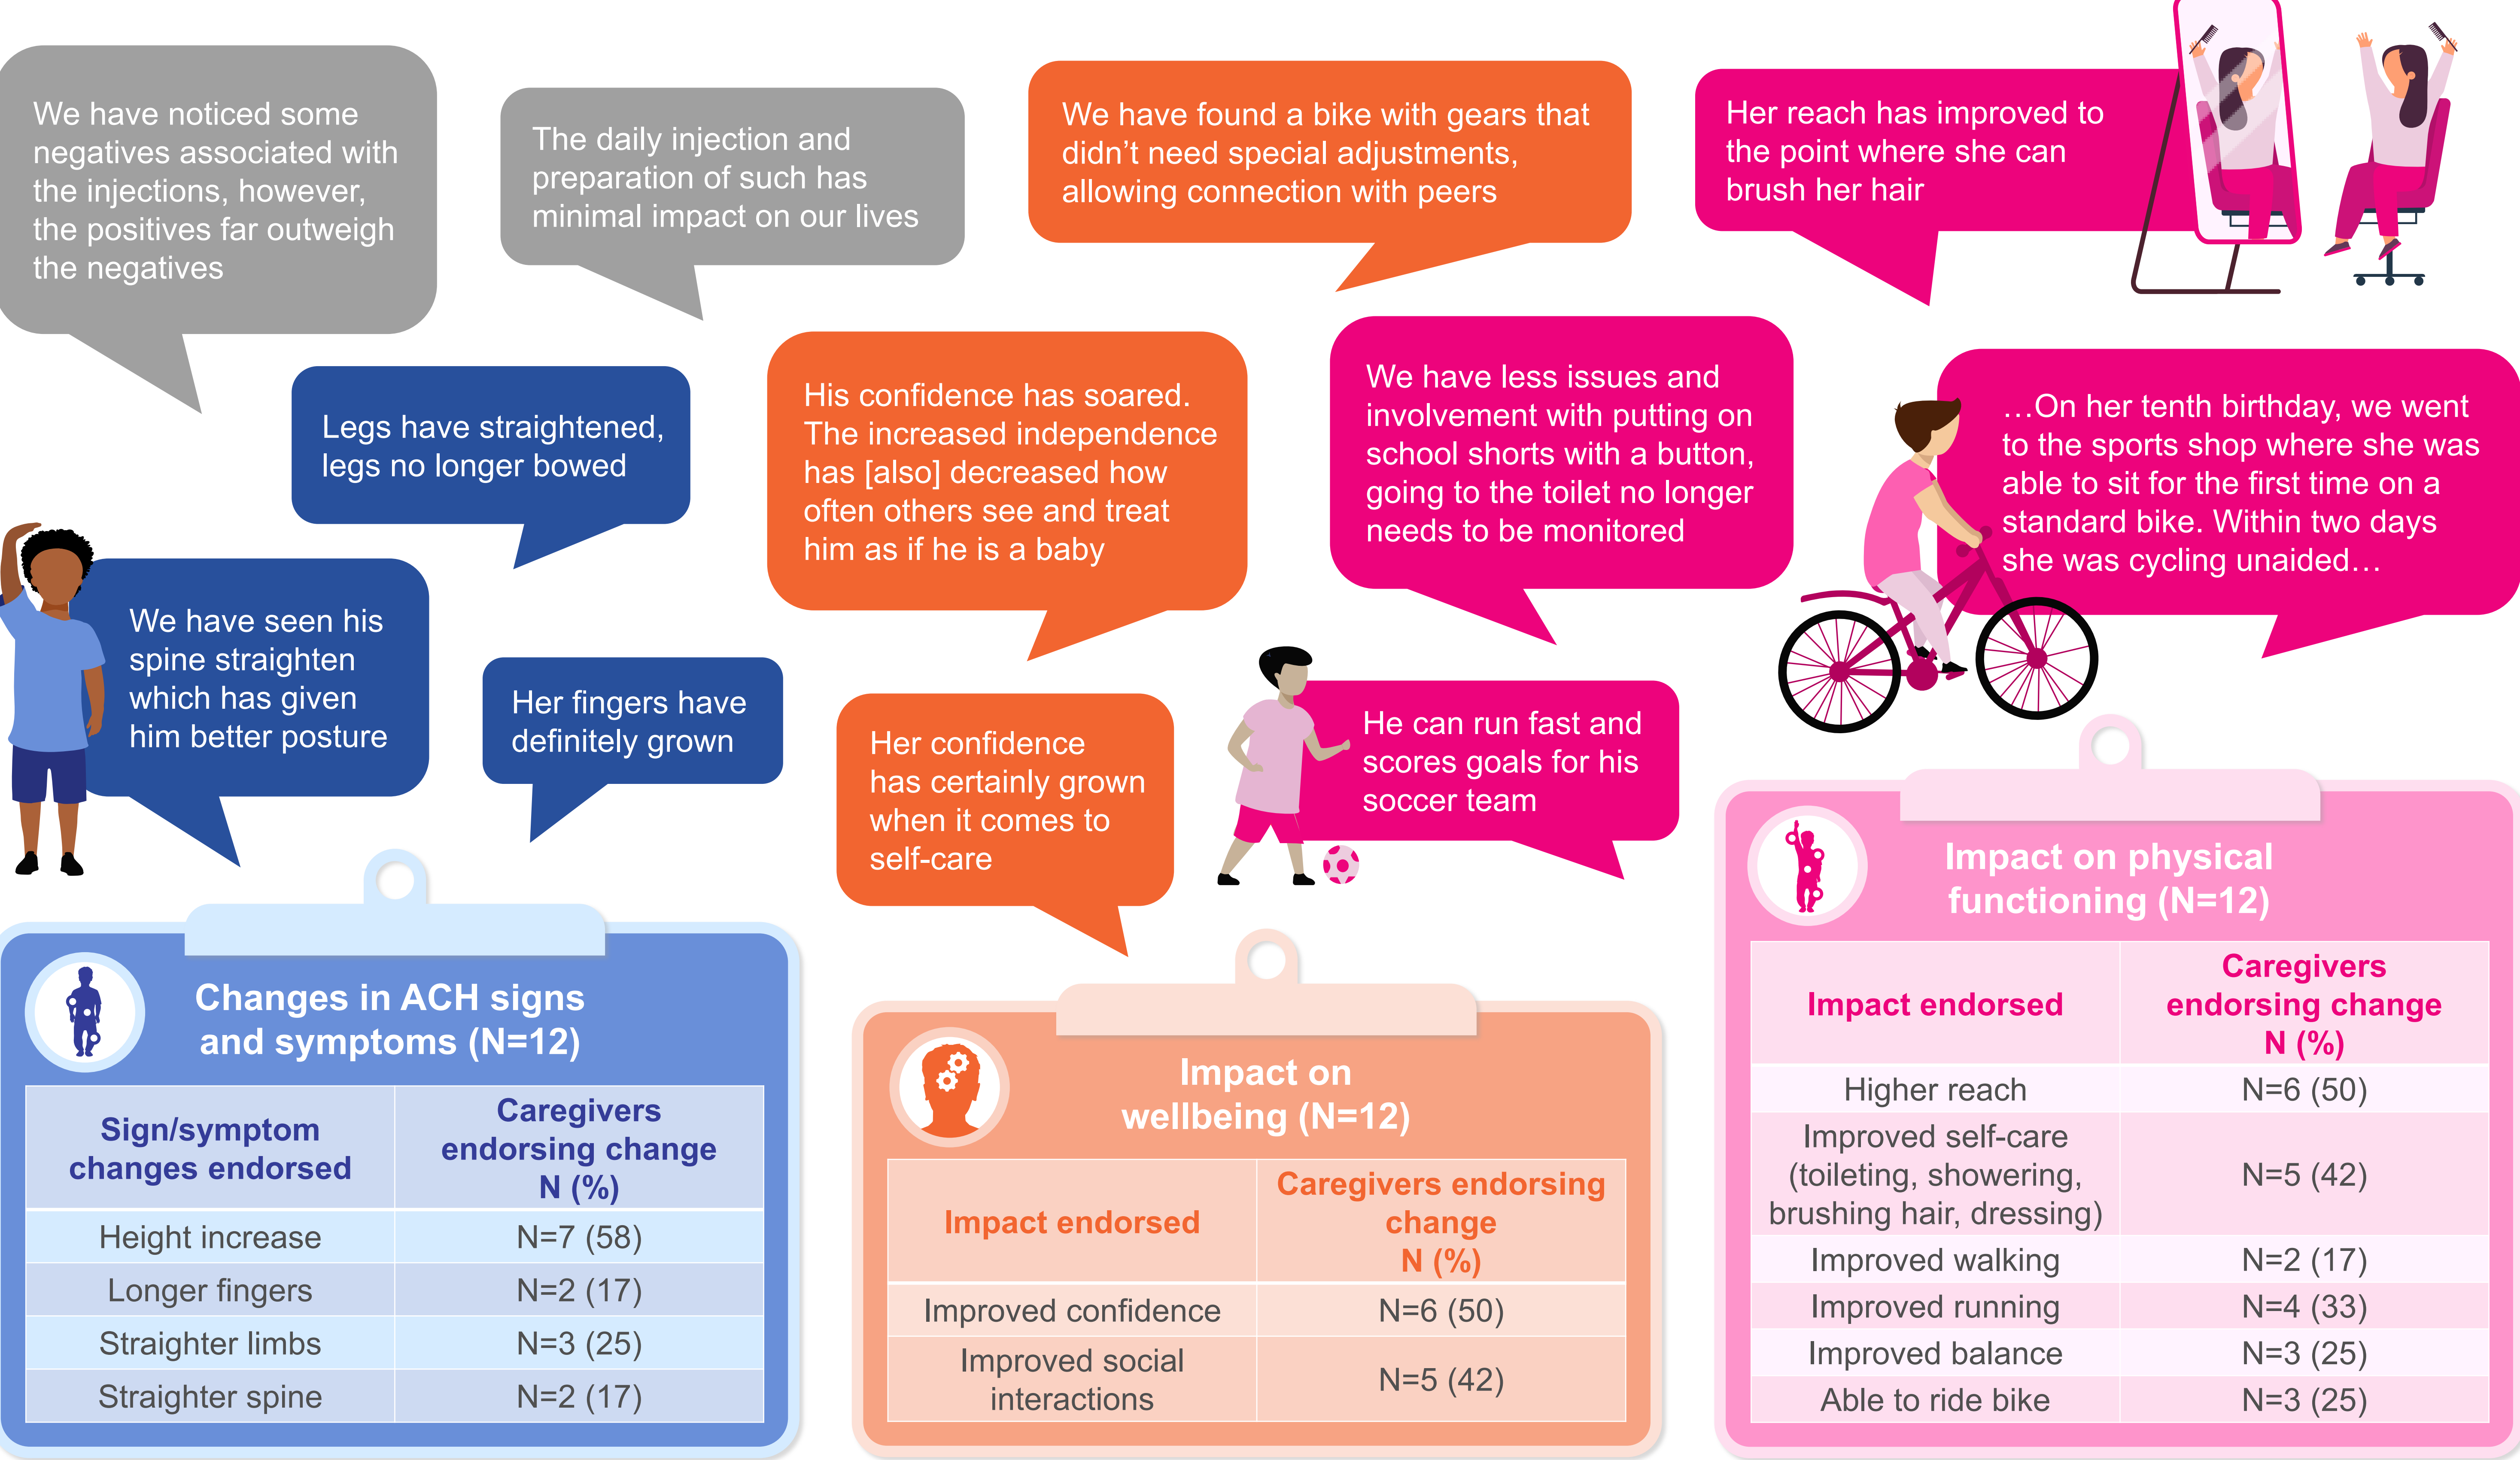 We have noticed some
negatives associated with
the injections, however,
the positives far outweigh
the negatives
The daily injection and
preparation of such has
minimal impact on our lives
We have found a bike with gears that
didn’t need special adjustments,
allowing connection with peers
Her reach has improved to
the point where she can
brush her hair
Legs have straightened,
legs no longer bowed
His confidence has soared.
The increased independence
has [also] decreased how
often others see and treat
him as if he is a baby
We have less issues and
involvement with putting on
school shorts with a button,
going to the toilet no longer
needs to be monitored
…On her tenth birthday, we went
to the sports shop where she was
able to sit for the first time on a
standard bike. Within two days
she was cycling unaided…
We have seen his
spine straighten
which has given
him better posture
Her fingers have
definitely grown
Her confidence
has certainly grown
when it comes to
self-care
He can run fast and
scores goals for his
soccer team
Changes in ACH signs
and symptoms (N=12)
Sign/symptom
changes endorsed
Caregivers
endorsing change
N (%)
Height increase N=7 (58)
Longer fingers N=2 (17)
Straighter limbs N=3 (25)
Straighter spine N=2 (17)
Impact on
wellbeing (N=12)
Impact endorsed
Caregivers endorsing
change
N (%)
Improved confidence N=6 (50)
Improved social
interactions
N=5 (42)
Impact on physical
functioning (N=12)
Impact endorsed
Caregivers
endorsing change
N (%)
Higher reach N=6 (50)
Improved self-care
(toileting, showering,
brushing hair, dressing)
N=5 (42)
Improved walking N=2 (17)
Improved running N=4 (33)
Improved balance N=3 (25)
Able to ride bike N=3 (25)